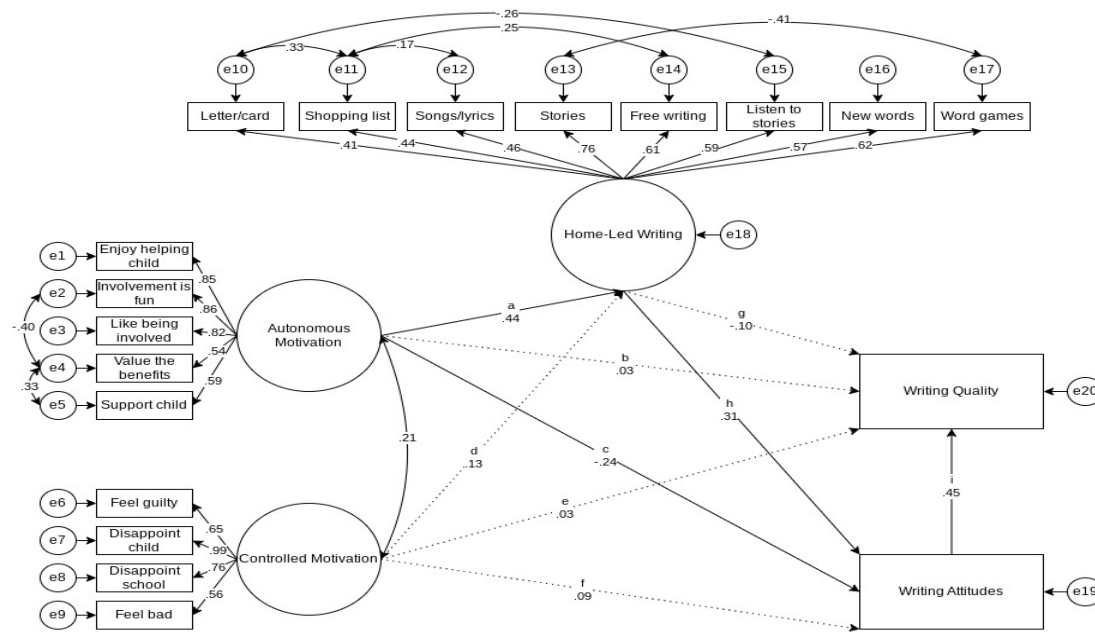 -.26
-.41
.25
.33
.17
e10
e11
e12
e13
e14
e15
e16
e17
Letter/card
Shopping list
Songs/lyrics
Stories
Free writing
Listen to
stories
New words
Word games
.41
.44
.46
.76
.61
.59
.57
.62
Home-Led Writing
e18
e1
Enjoy helping
child
e2
Involvement is
fun
e3
Like being
involved
e4
Value the
benefits
e5
Support child
-.40
.33
.85
.86
.82
.54
.59
Autonomous
Motivation
a
.44
g
-.10
b
.03
h
.31
Writing Quality
e20
.21
d
.13
c
-.24
e
.03
i
.45
e6
Feel guilty
e7
Disappoint
child
e8
Disappoint
school
e9
Feel bad
.65
.99
.76
.56
Controlled Motivation
f
.09
Writing Attitudes
e19